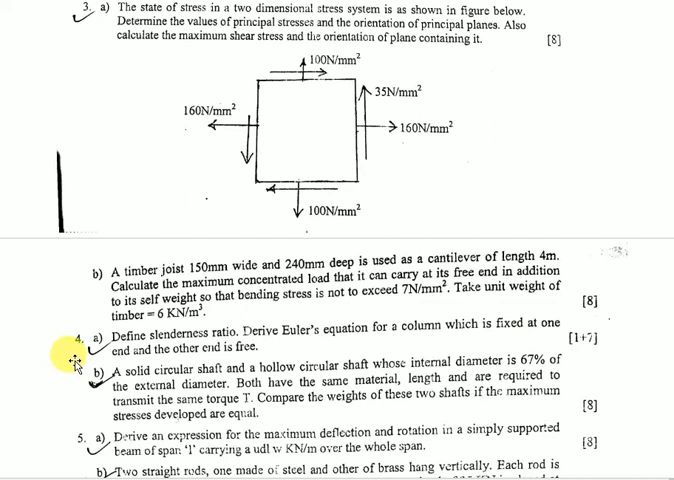 3. a) The state of stress in a two dimensional stress system is as shown in figure below.
Determine the values of principal stresses and the orientation of principal planes. Also
calculate the maximum shear stress and the orientation of plane containing it. [8]
100N/mm²
35N/mm²
160N/mm²
160N/mm²
100N/mm²
b) A timber joist 150mm wide and 240mm deep is used as a cantilever of length 4m.
Calculate the maximum concentrated load that it can carry at its free end in addition
to its self weight so that bending stress is not to exceed 7N/mm². Take unit weight of
timber = 6 KN/m³. [8]
4. a) Define slenderness ratio. Derive Euler's equation for a column which is fixed at one
end and the other end is free. [1+7]
b) A solid circular shaft and a hollow circular shaft whose internal diameter is 67% of
the external diameter. Both have the same material, length and are required to
transmit the same torque T. Compare the weights of these two shafts if the maximum
stresses developed are equal. [8]
5. a) Derive an expression for the maximum deflection and rotation in a simply supported
beam of span 'l' carrying a udl w KN/m over the whole span. [8]
b) Two straight rods, one made of steel and other of brass hang vertically. Each rod is